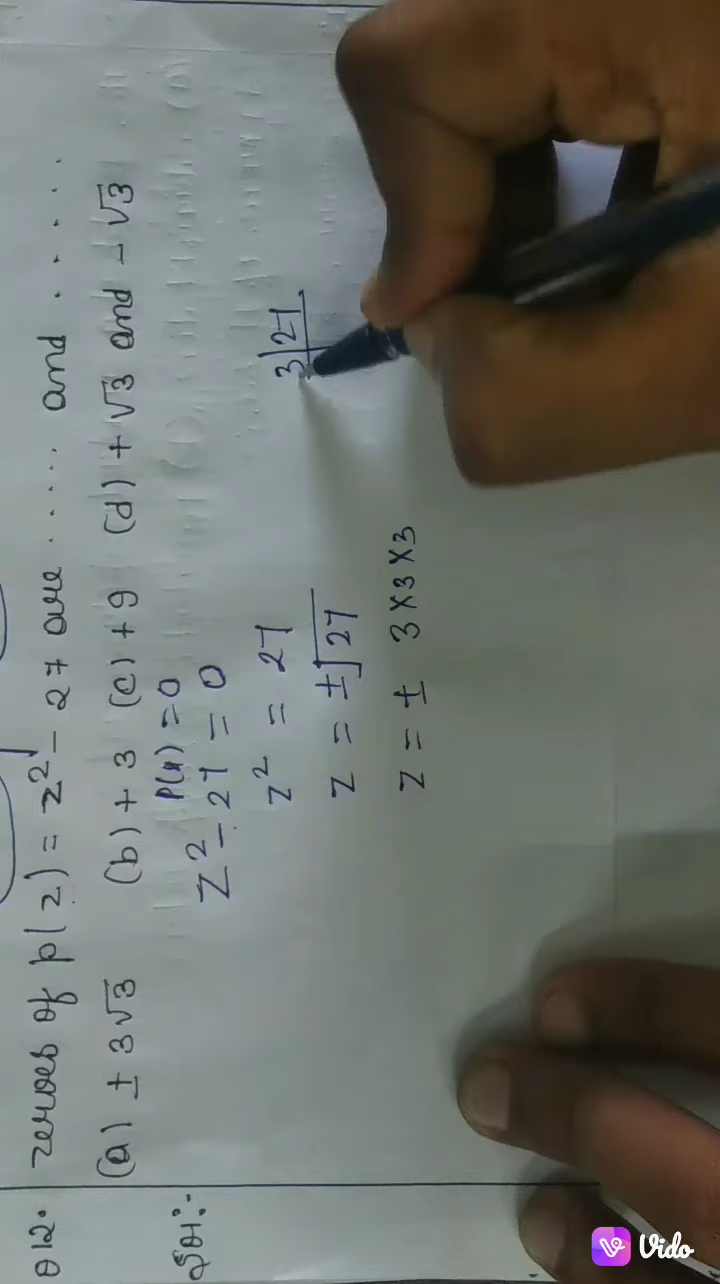 Q12. zeroes of p(z) = z² - 27 are ..... and ......
(a) ± 3√3 (b) + 3 (c) + 9 (d) + √3 and - √3
Soln:-
P(x) = 0
Z² - 27 = 0
z² = 27
z = ±√27
z = ± 3×3×3
3|27
Vido